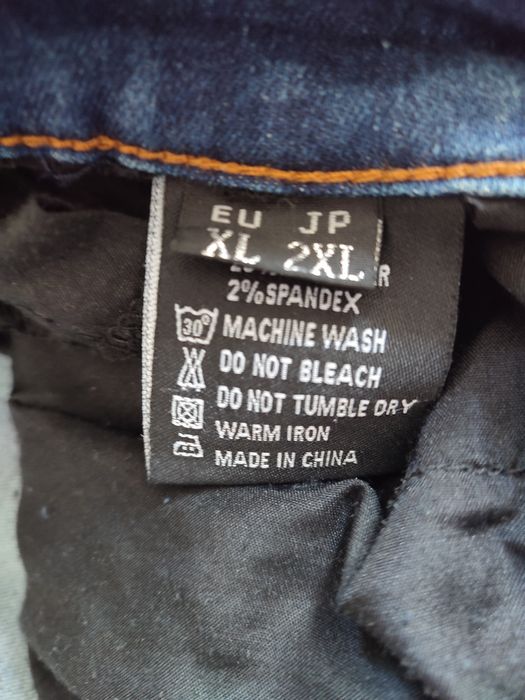 EU JP
XL 2XL
2%SPANDEX
30° MACHINE WASH
DO NOT BLEACH
DO NOT TUMBLE DRY
WARM IRON
MADE IN CHINA